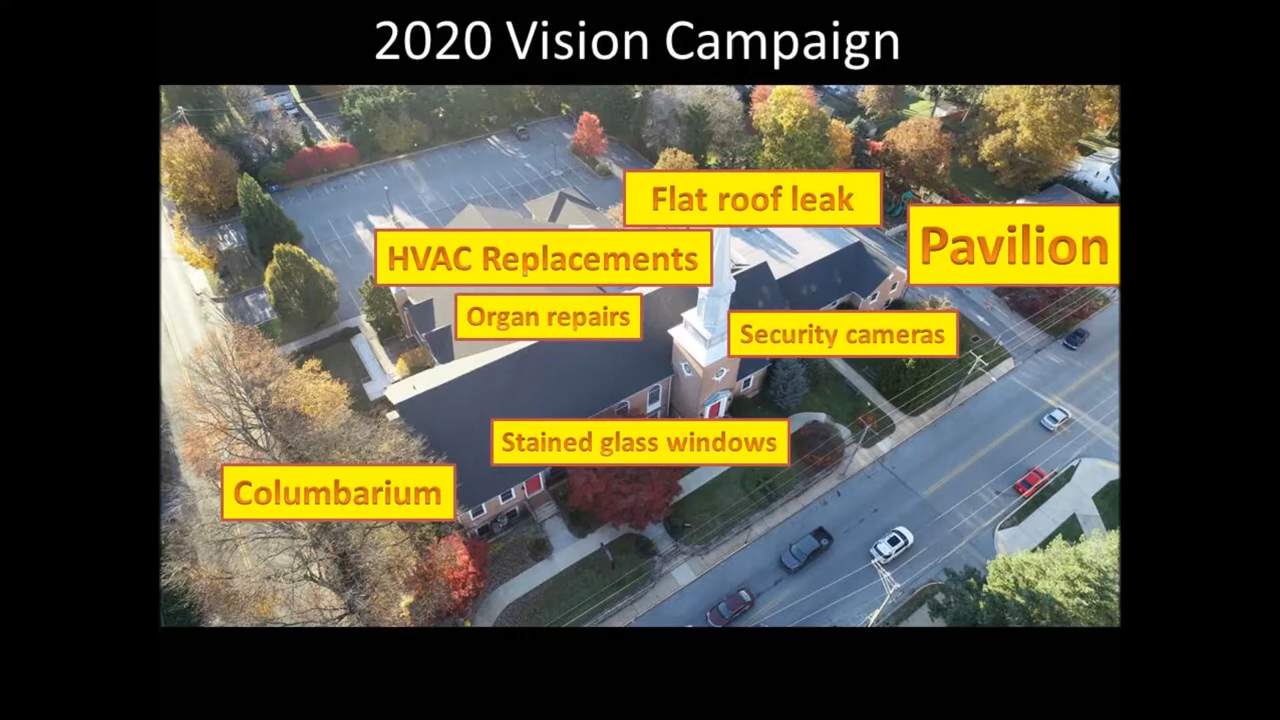 2020 Vision Campaign
Flat roof leak
Pavilion
HVAC Replacements
Organ repairs
Security cameras
Stained glass windows
Columbarium